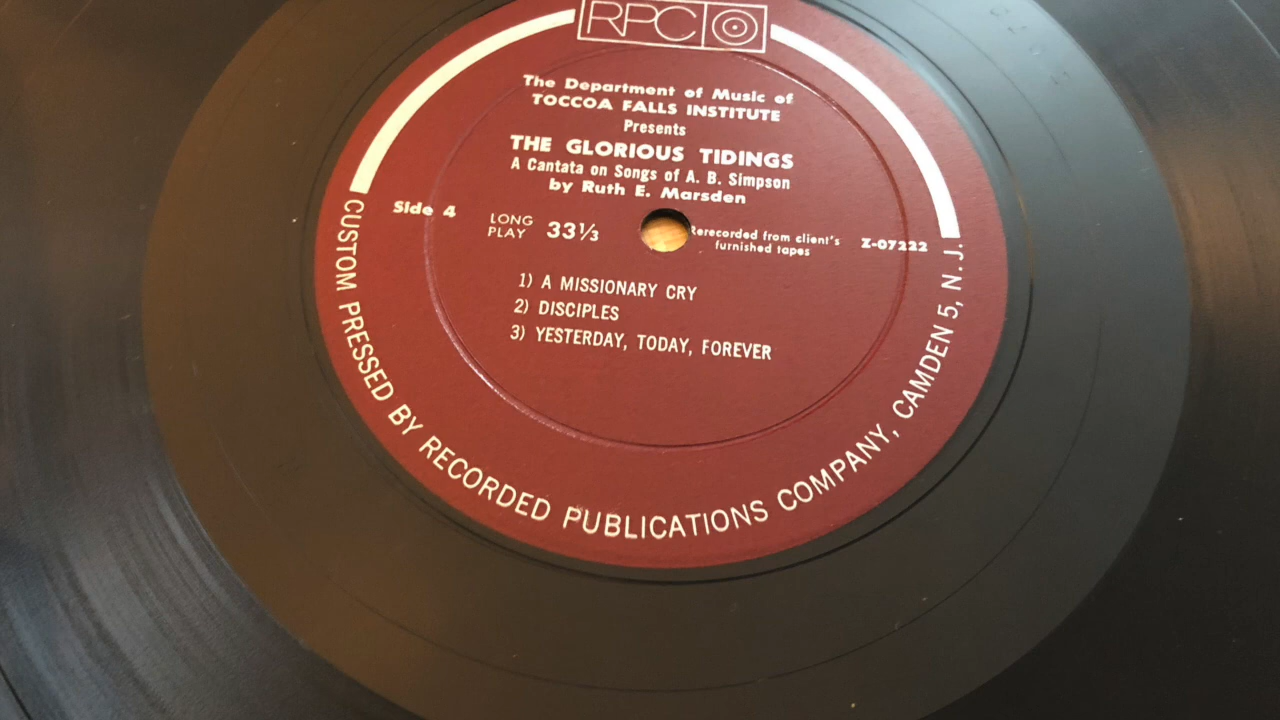 RPC
The Department of Music of
TOCCOA FALLS INSTITUTE
Presents
THE GLORIOUS TIDINGS
A Cantata on Songs of A. B. Simpson
by Ruth E. Marsden
Side 4
LONG
PLAY
33⅓
Rerecorded from client's
furnished tapes
Z-07222
1) A MISSIONARY CRY
2) DISCIPLES
3) YESTERDAY, TODAY, FOREVER
CUSTOM PRESSED BY RECORDED PUBLICATIONS COMPANY, CAMDEN 5, N. J.